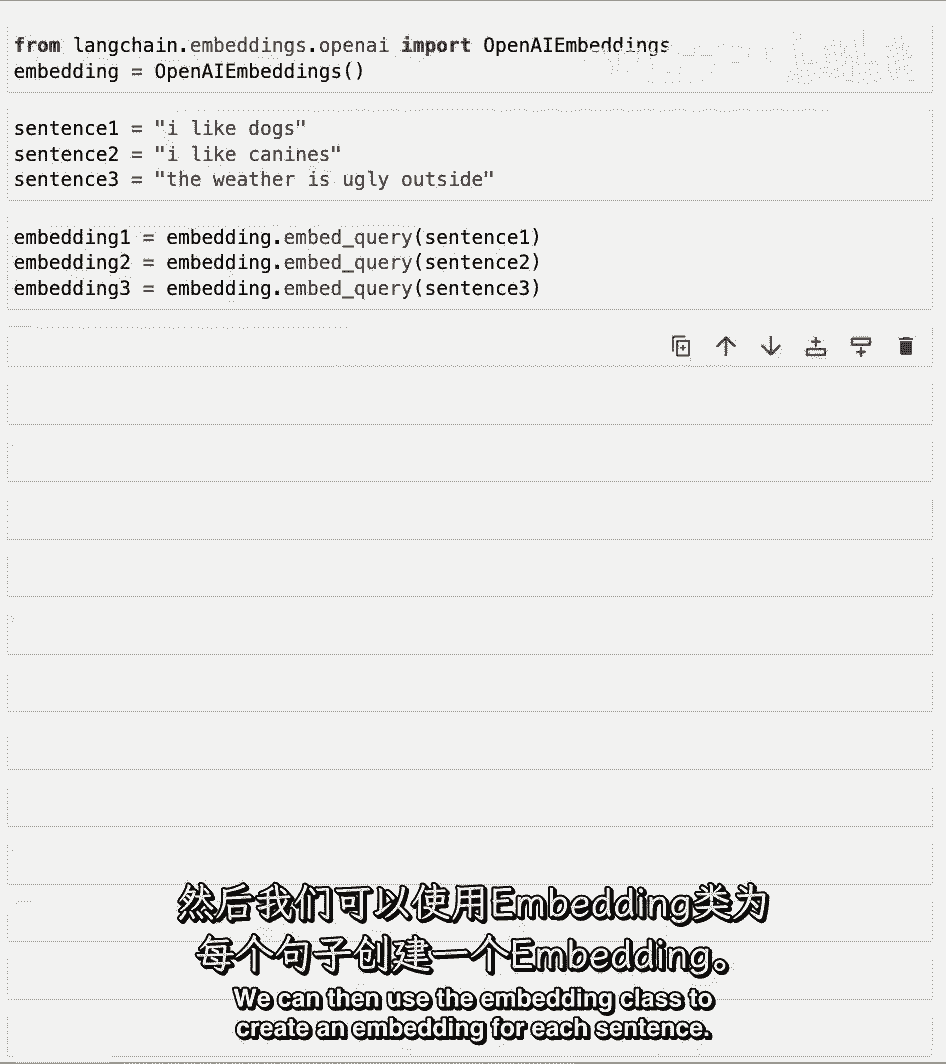 from langchain.embeddings.openai import OpenAIEmbeddings
embedding = OpenAIEmbeddings()
sentence1 = "i like dogs"
sentence2 = "i like canines"
sentence3 = "the weather is ugly outside"
embedding1 = embedding.embed_query(sentence1)
embedding2 = embedding.embed_query(sentence2)
embedding3 = embedding.embed_query(sentence3)
然后我们可以使用Embedding类为
每个句子创建一个Embedding。
We can then use the embedding class to
create an embedding for each sentence.